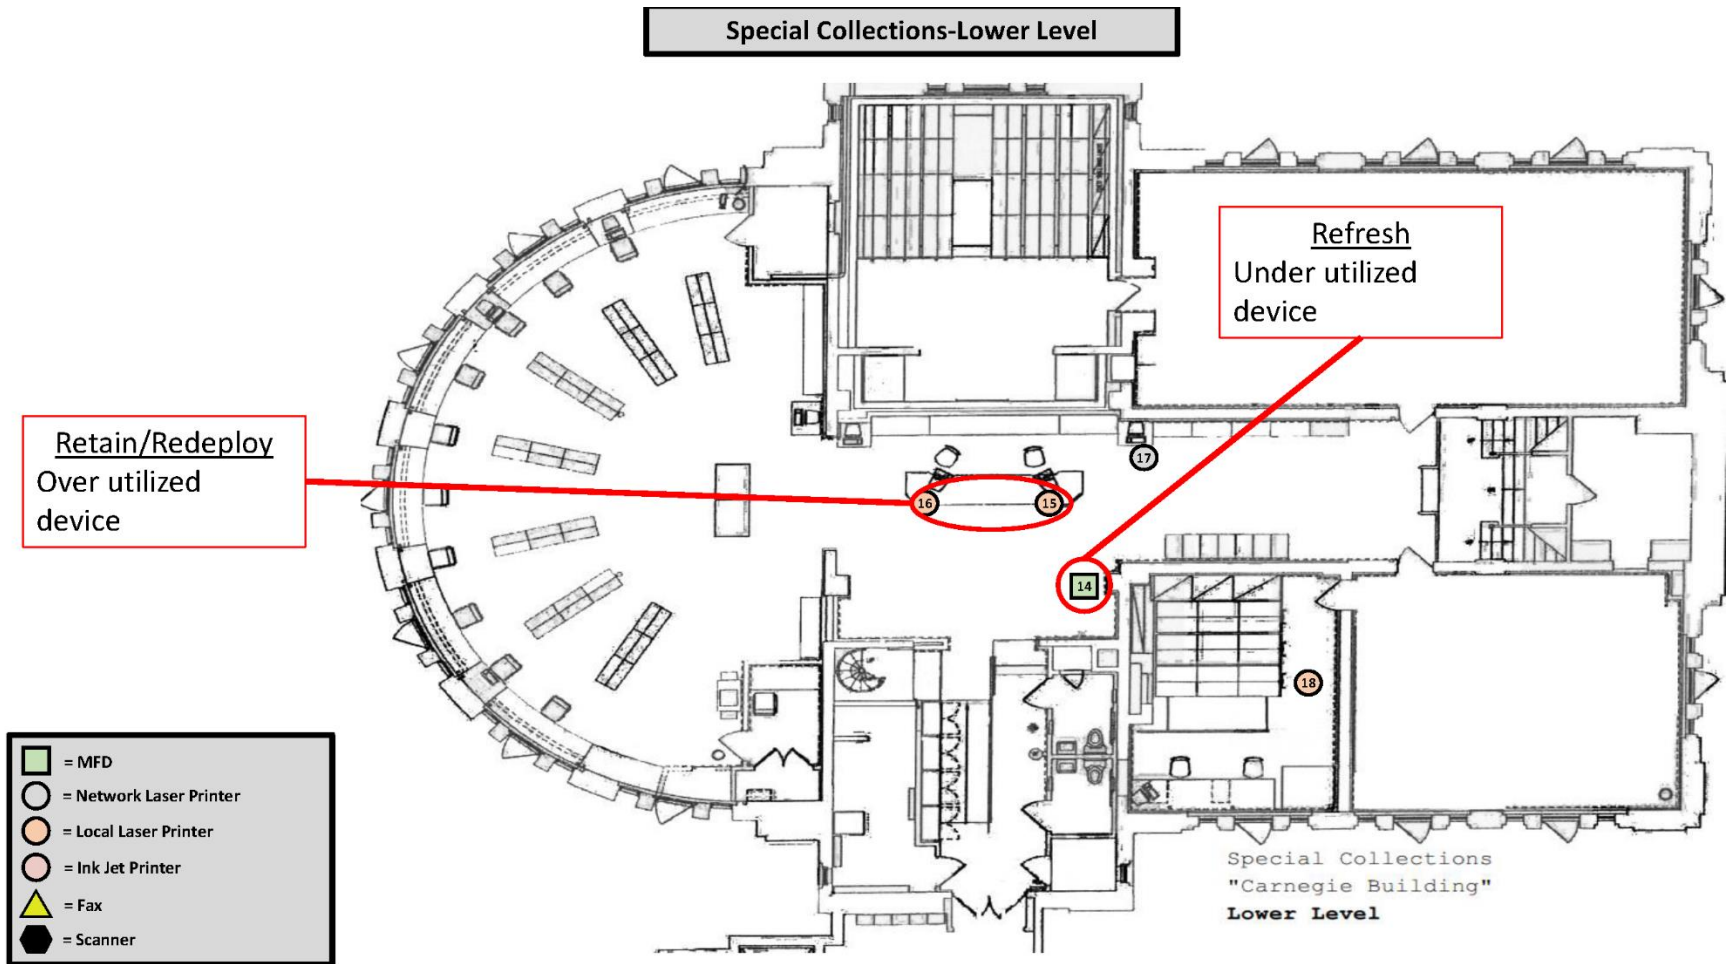 Special Collections-Lower Level
Refresh
Under utilized
device
Retain/Redeploy
Over utilized
device
17
16
15
14
18
= MFD
= Network Laser Printer
= Local Laser Printer
= Ink Jet Printer
= Fax
= Scanner
Special Collections
"Carnegie Building"
Lower Level